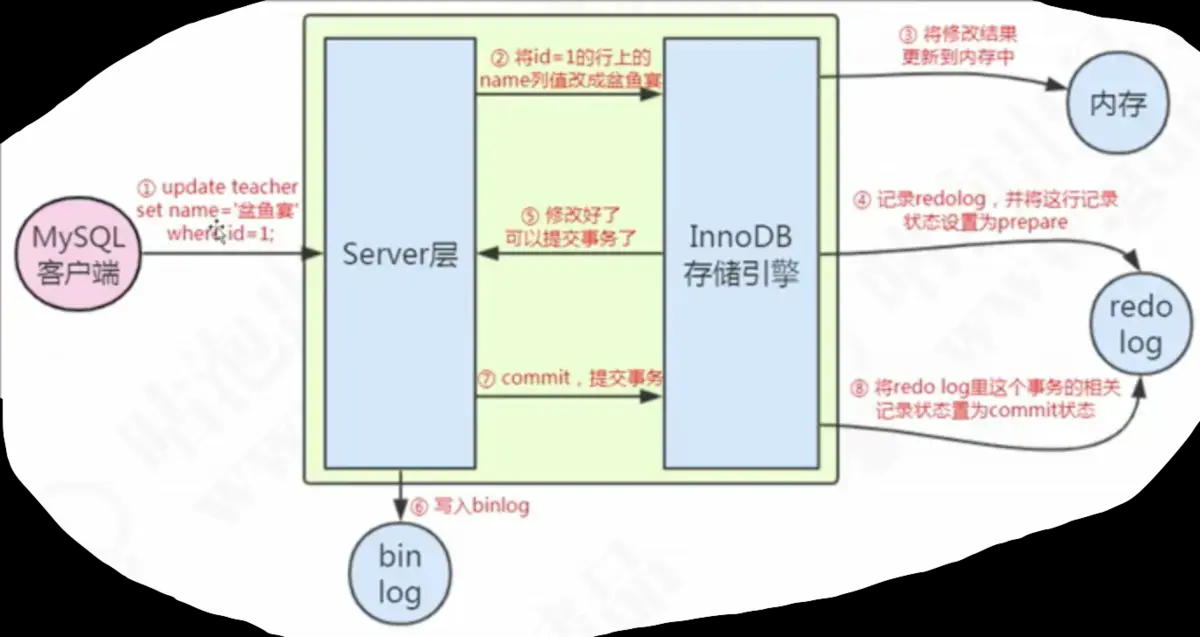 ① update teacher
set name='盆鱼宴'
where id=1;
MySQL
客户端
Server层
② 将id=1的行上的
name列值改成盆鱼宴
⑤ 修改好了
可以提交事务了
⑦ commit，提交事务
InnoDB
存储引擎
③ 将修改结果
更新到内存中
内存
④ 记录redolog，并将这行记录
状态设置为prepare
redo
log
⑧ 将redo log里这个事务的相关
记录状态置为commit状态
⑥ 写入binlog
bin
log